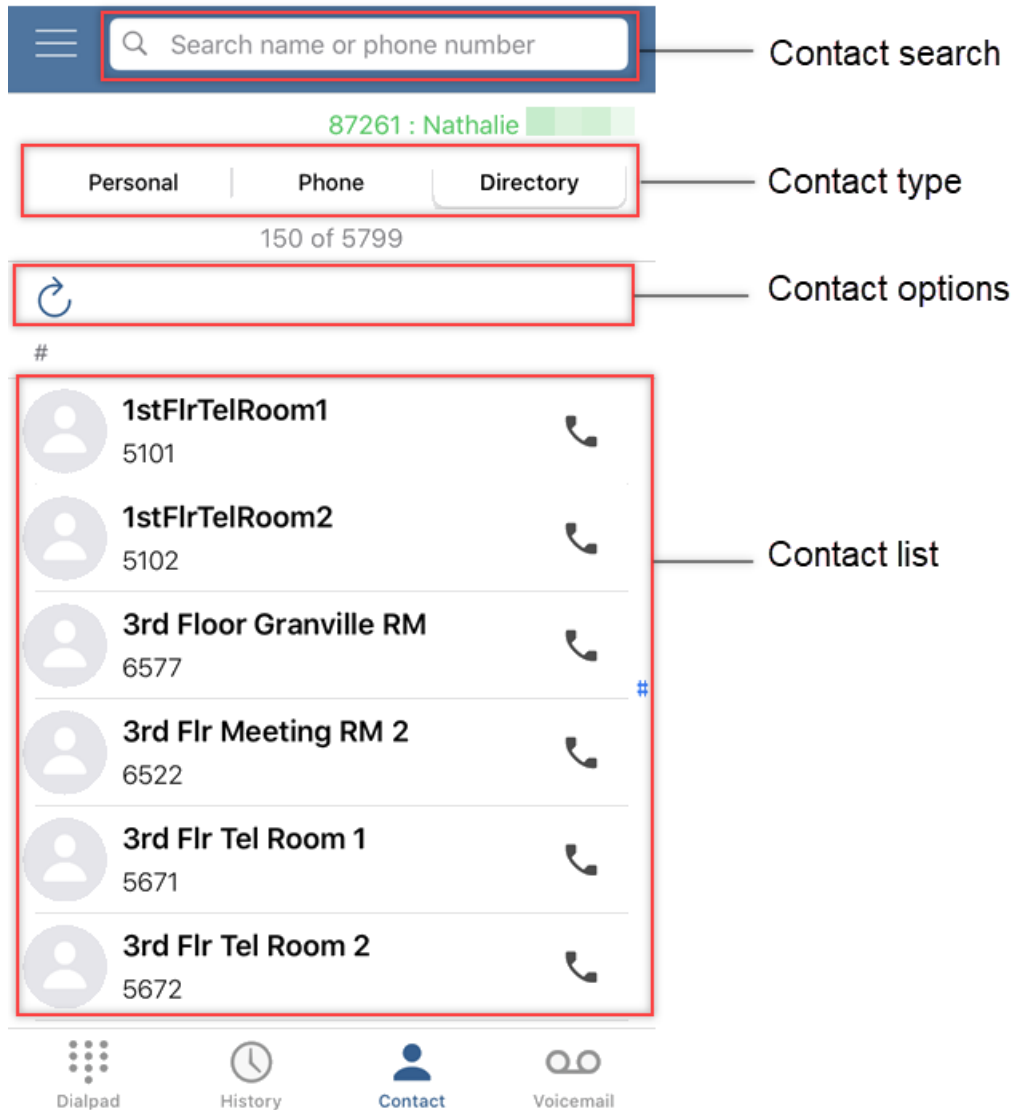 Search name or phone number
Contact search
87261 : Nathalie
Personal Phone Directory
Contact type
150 of 5799
Contact options
#
1stFlrTelRoom1
5101
1stFlrTelRoom2
5102
Contact list
3rd Floor Granville RM
6577
#
3rd Flr Meeting RM 2
6522
3rd Flr Tel Room 1
5671
3rd Flr Tel Room 2
5672
Dialpad History Contact Voicemail